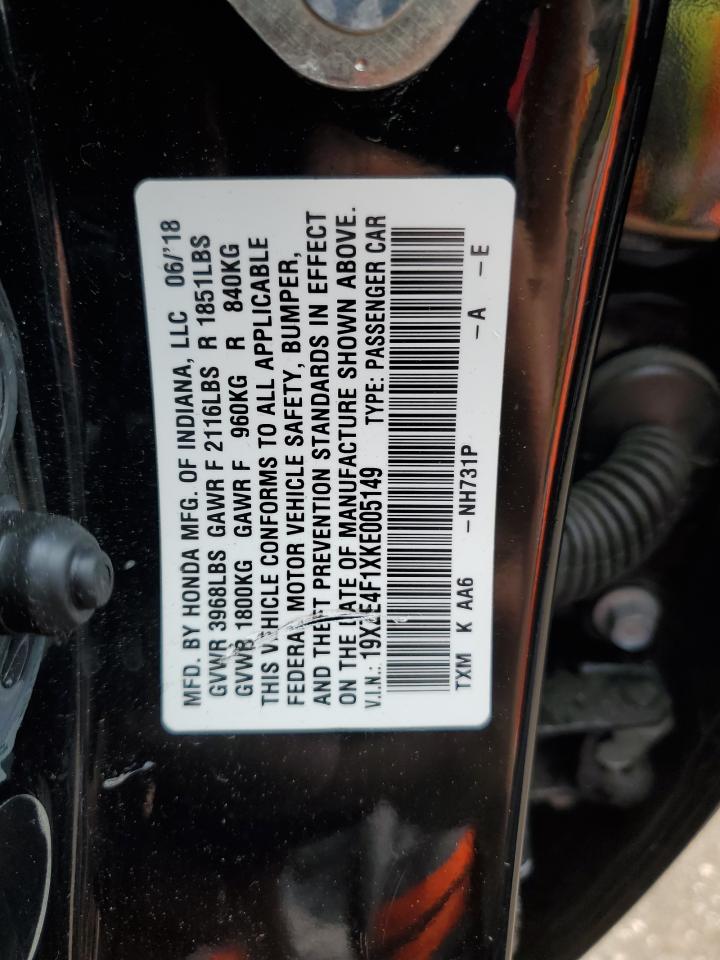 MFD. BY HONDA MFG. OF INDIANA, LLC 06/'18
GVWR 3968LBS GAWR F 2116LBS R 1851LBS
GVWR 1800KG GAWR F 960KG R 840KG
THIS VEHICLE CONFORMS TO ALL APPLICABLE
FEDERAL MOTOR VEHICLE SAFETY, BUMPER,
AND THEFT PREVENTION STANDARDS IN EFFECT
ON THE DATE OF MANUFACTURE SHOWN ABOVE.
V.I.N.: 19XZE4F1XKE005149 TYPE: PASSENGER CAR
TXM K AA6 –NH731P –A –E